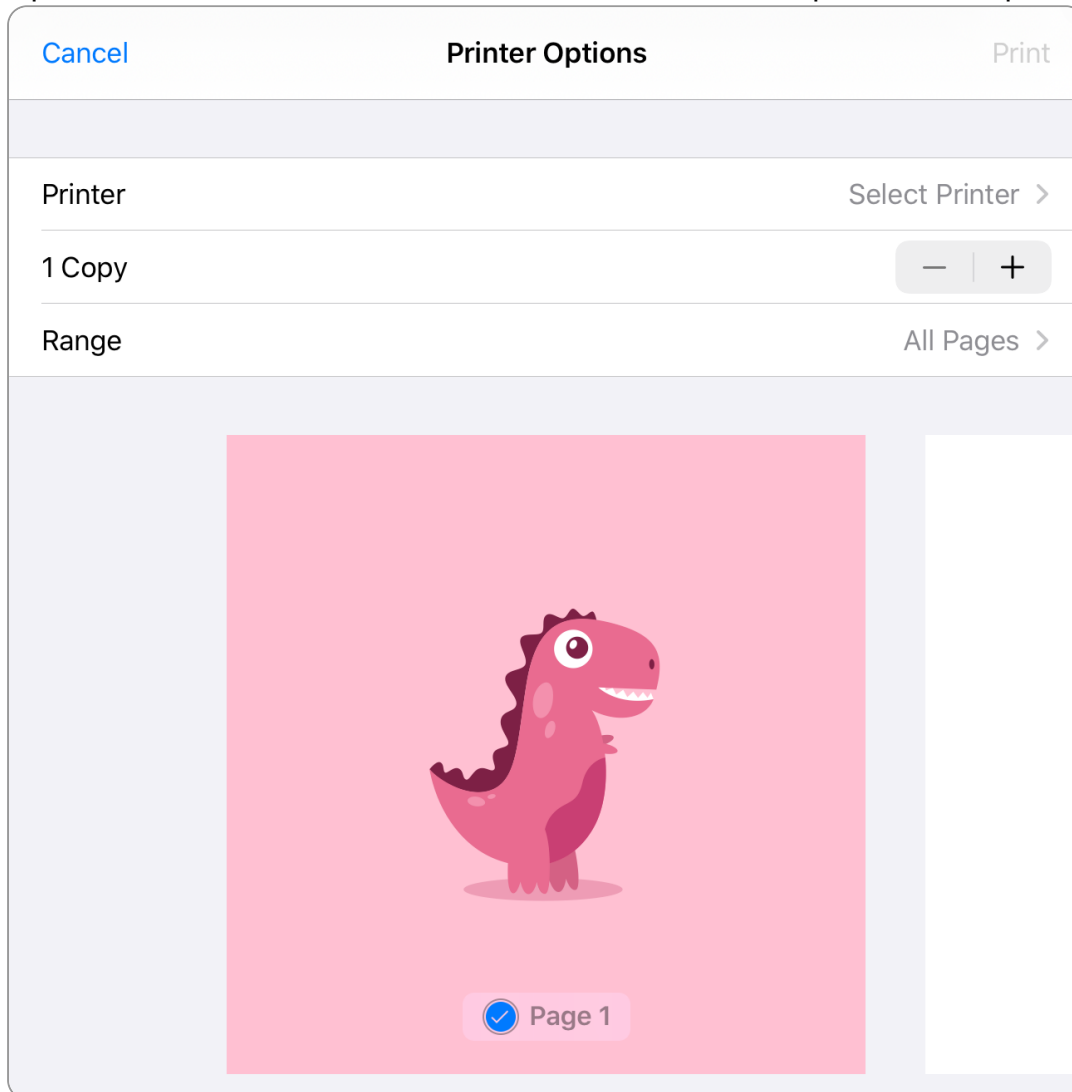 Cancel Printer Options Print
Printer Select Printer
1 Copy
Range All Pages
Page 1